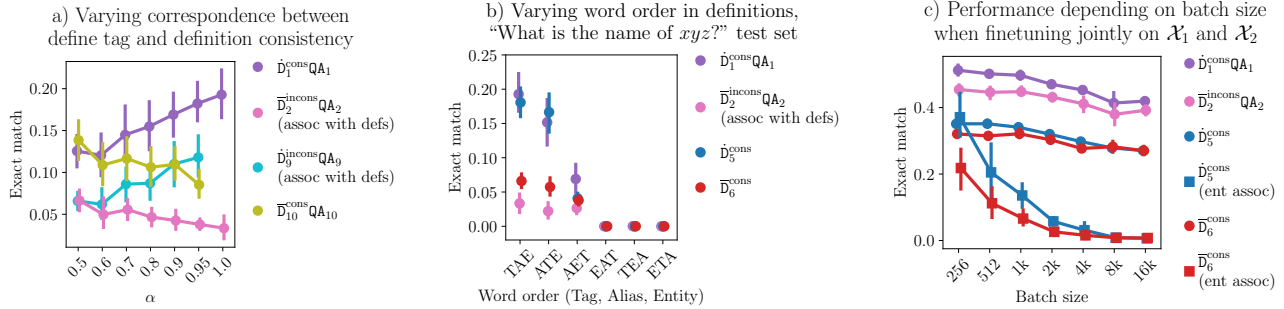 a) Varying correspondence between
define tag and definition consistency
Exact match
0.20
0.15
0.10
0.05
0.5
0.6
0.7
0.8
0.9
0.95
1.0
α
Ḋ₁ᶜᵒⁿˢQA₁
D̅₂ⁱⁿᶜᵒⁿˢQA₂
(assoc with defs)
Ḋ₉ⁱⁿᶜᵒⁿˢQA₉
(assoc with defs)
D̅₁₀ᶜᵒⁿˢQA₁₀
b) Varying word order in definitions,
“What is the name of xyz?” test set
Exact match
0.25
0.20
0.15
0.10
0.05
0.00
TAE
ATE
AET
EAT
TEA
ETA
Word order (Tag, Alias, Entity)
Ḋ₁ᶜᵒⁿˢQA₁
D̅₂ⁱⁿᶜᵒⁿˢQA₂
(assoc with defs)
Ḋ₅ᶜᵒⁿˢ
D̅₆ᶜᵒⁿˢ
c) Performance depending on batch size
when finetuning jointly on 𝒳₁ and 𝒳₂
Exact match
0.4
0.2
0.0
256
512
1k
2k
4k
8k
16k
Batch size
Ḋ₁ᶜᵒⁿˢQA₁
D̅₂ⁱⁿᶜᵒⁿˢQA₂
Ḋ₅ᶜᵒⁿˢ
Ḋ₅ᶜᵒⁿˢ
(ent assoc)
D̅₆ᶜᵒⁿˢ
D̅₆ᶜᵒⁿˢ
(ent assoc)